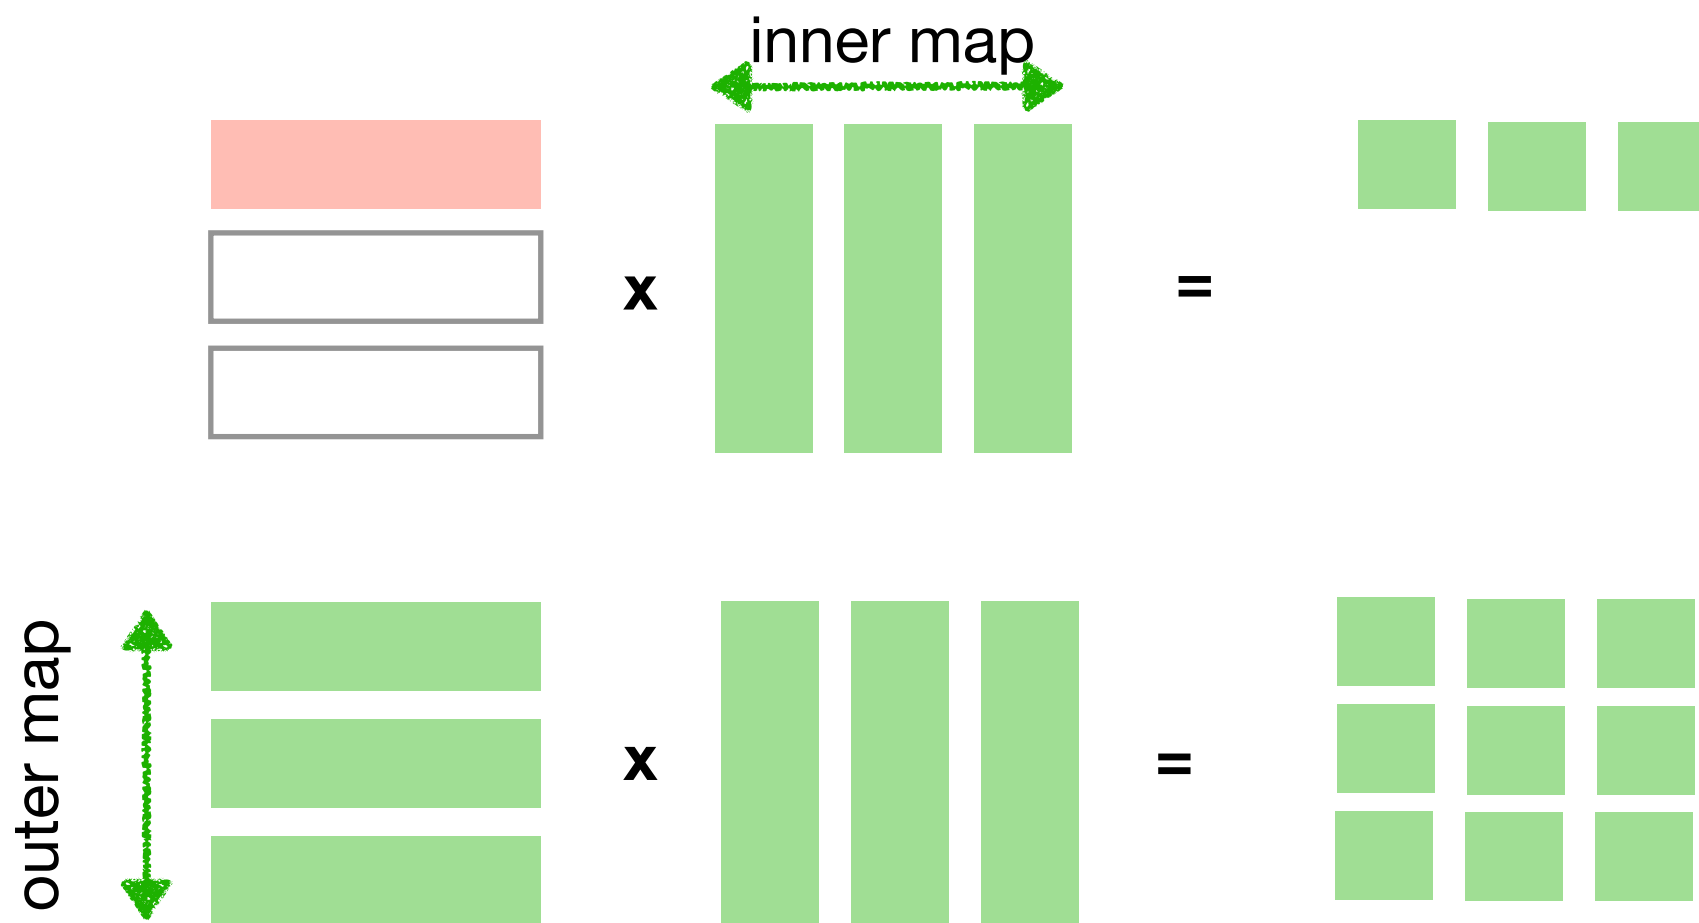 inner map
x
=
outer map
x
=